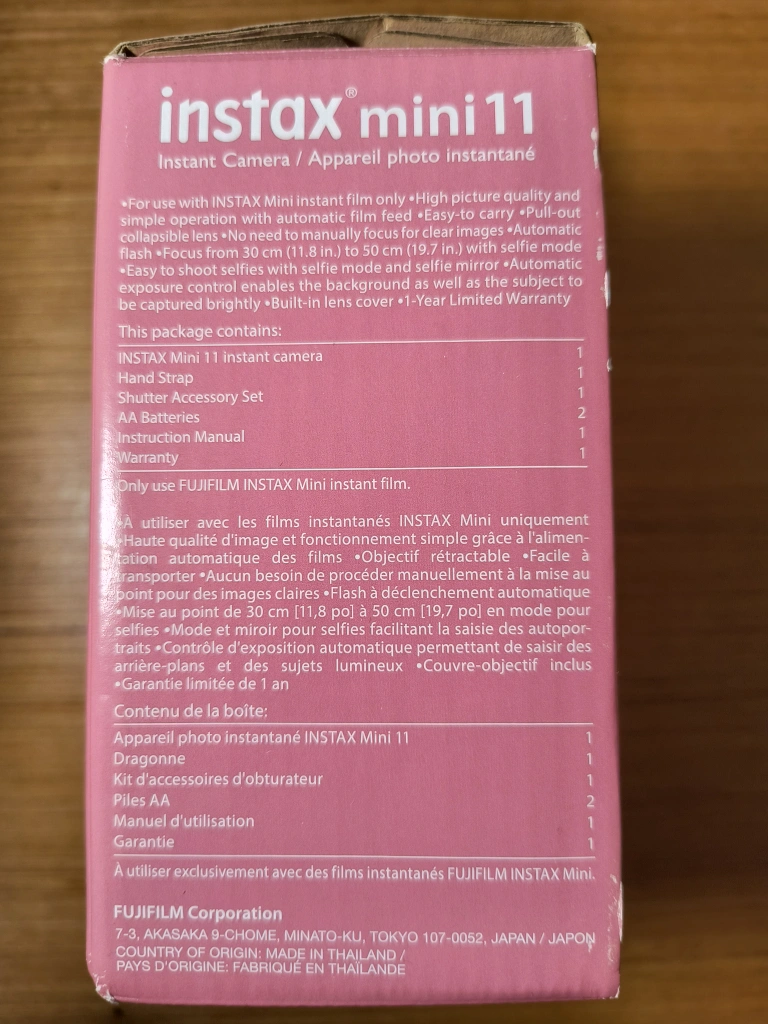 instax® mini 11
Instant Camera / Appareil photo instantané
•For use with INSTAX Mini instant film only •High picture quality and
simple operation with automatic film feed •Easy-to carry •Pull-out
collapsible lens •No need to manually focus for clear images •Automatic
flash •Focus from 30 cm (11.8 in.) to 50 cm (19.7 in.) with selfie mode
•Easy to shoot selfies with selfie mode and selfie mirror •Automatic
exposure control enables the background as well as the subject to
be captured brightly •Built-in lens cover •1-Year Limited Warranty
This package contains:
INSTAX Mini 11 instant camera 1
Hand Strap 1
Shutter Accessory Set 1
AA Batteries 2
Instruction Manual 1
Warranty 1
Only use FUJIFILM INSTAX Mini instant film.
•À utiliser avec les films instantanés INSTAX Mini uniquement
•Haute qualité d'image et fonctionnement simple grâce à l'alimen-
tation automatique des films •Objectif rétractable •Facile à
transporter •Aucun besoin de procéder manuellement à la mise au
point pour des images claires •Flash à déclenchement automatique
•Mise au point de 30 cm [11,8 po] à 50 cm [19,7 po] en mode pour
selfies •Mode et miroir pour selfies facilitant la saisie des autopor-
traits •Contrôle d'exposition automatique permettant de saisir des
arrière-plans et des sujets lumineux •Couvre-objectif inclus
•Garantie limitée de 1 an
Contenu de la boîte:
Appareil photo instantané INSTAX Mini 11 1
Dragonne 1
Kit d'accessoires d'obturateur 1
Piles AA 2
Manuel d'utilisation 1
Garantie 1
À utiliser exclusivement avec des films instantanés FUJIFILM INSTAX Mini.
FUJIFILM Corporation
7-3, AKASAKA 9-CHOME, MINATO-KU, TOKYO 107-0052, JAPAN / JAPON
COUNTRY OF ORIGIN: MADE IN THAILAND /
PAYS D'ORIGINE: FABRIQUÉ EN THAÏLANDE